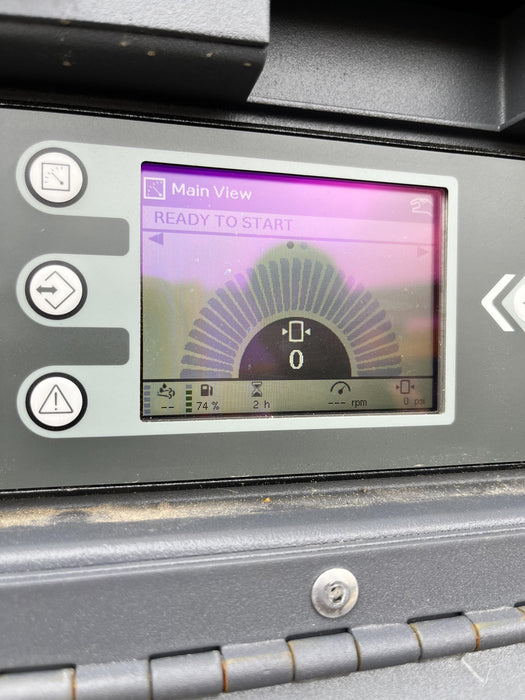 Main View
READY TO START
0
-- 74 % 2 h --- rpm 0 psi